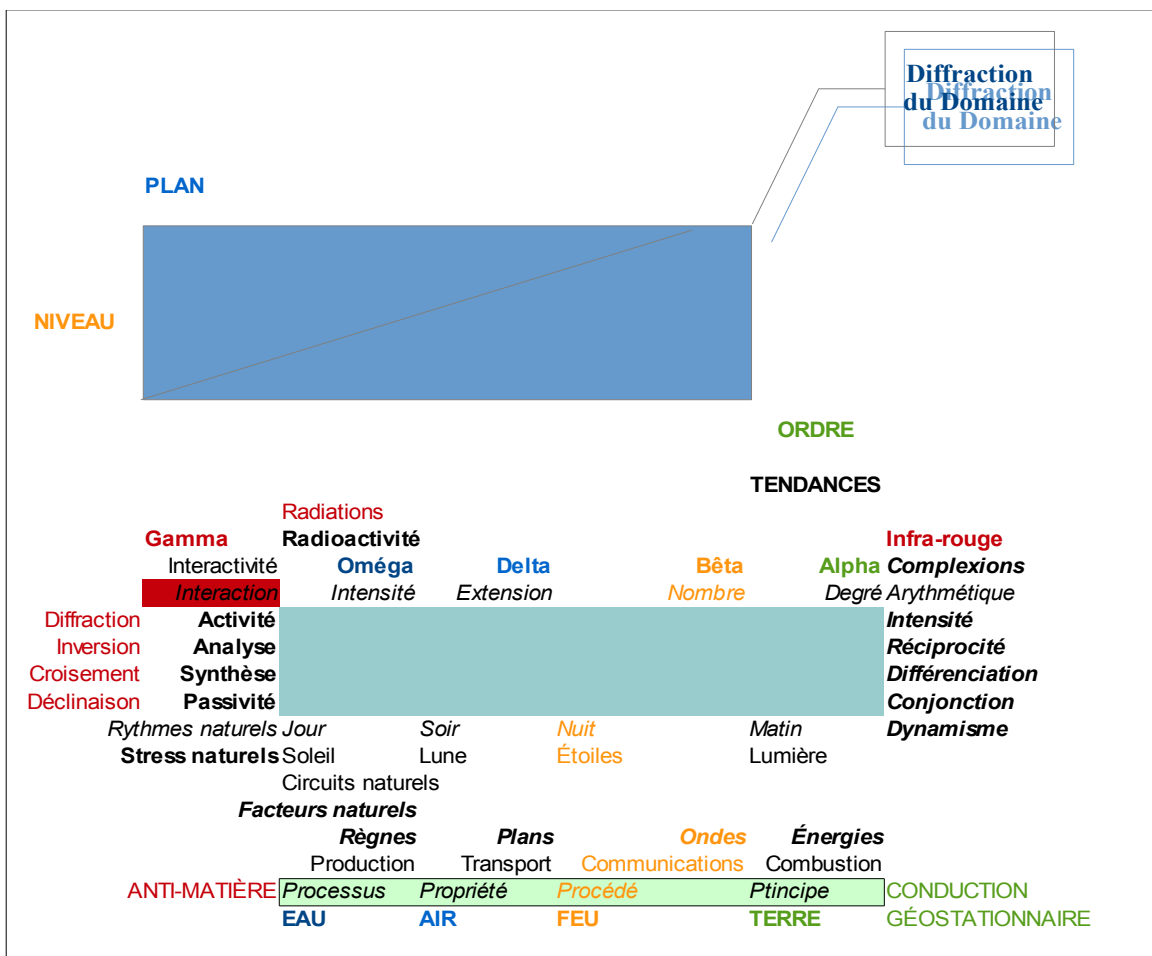 Diffraction
du Domaine
Diffraction
du Domaine
PLAN
NIVEAU
ORDRE
TENDANCES
Radiations
Gamma Radioactivité Infra-rouge
Interactivité Oméga Delta Bêta Alpha Complexions
Interaction Intensité Extension Nombre Degré Arythmétique
Diffraction Activité Intensité
Inversion Analyse Réciprocité
Croisement Synthèse Différenciation
Déclinaison Passivité Conjonction
Rythmes naturels Jour Soir Nuit Matin Dynamisme
Stress naturels Soleil Lune Étoiles Lumière
Circuits naturels
Facteurs naturels
Règnes Plans Ondes Énergies
Production Transport Communications Combustion
ANTI-MATIÈRE Processus Propriété Procédé Ptincipe CONDUCTION
EAU AIR FEU TERRE GÉOSTATIONNAIRE